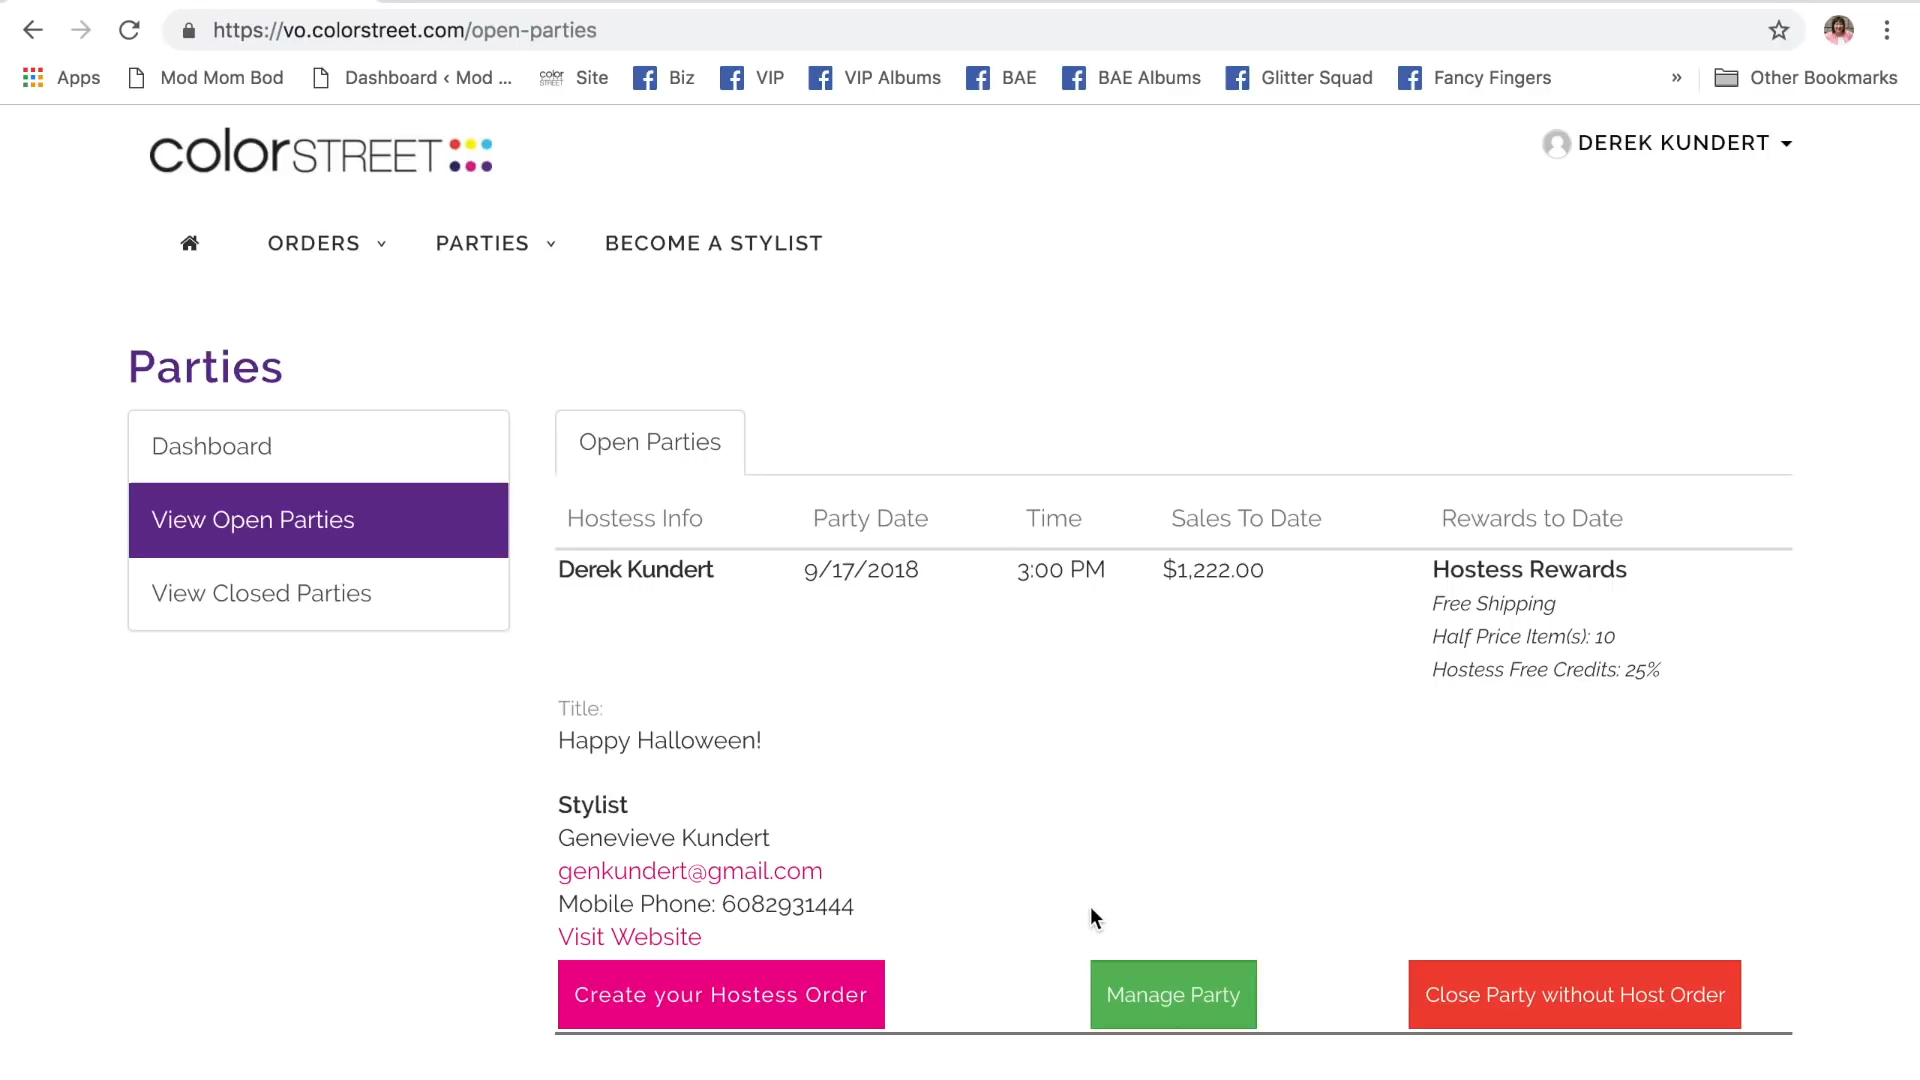 https://vo.colorstreet.com/open-parties
Apps Mod Mom Bod Dashboard ‹ Mod ... color STREET Site Biz VIP VIP Albums BAE BAE Albums Glitter Squad Fancy Fingers » Other Bookmarks
colorSTREET
DEREK KUNDERT
ORDERS PARTIES BECOME A STYLIST
Parties
Dashboard
View Open Parties
View Closed Parties
Open Parties
Hostess Info Party Date Time Sales To Date Rewards to Date
Derek Kundert 9/17/2018 3:00 PM $1,222.00 Hostess Rewards
Free Shipping
Half Price Item(s): 10
Hostess Free Credits: 25%
Title:
Happy Halloween!
Stylist
Genevieve Kundert
genkundert@gmail.com
Mobile Phone: 6082931444
Visit Website
Create your Hostess Order Manage Party Close Party without Host Order